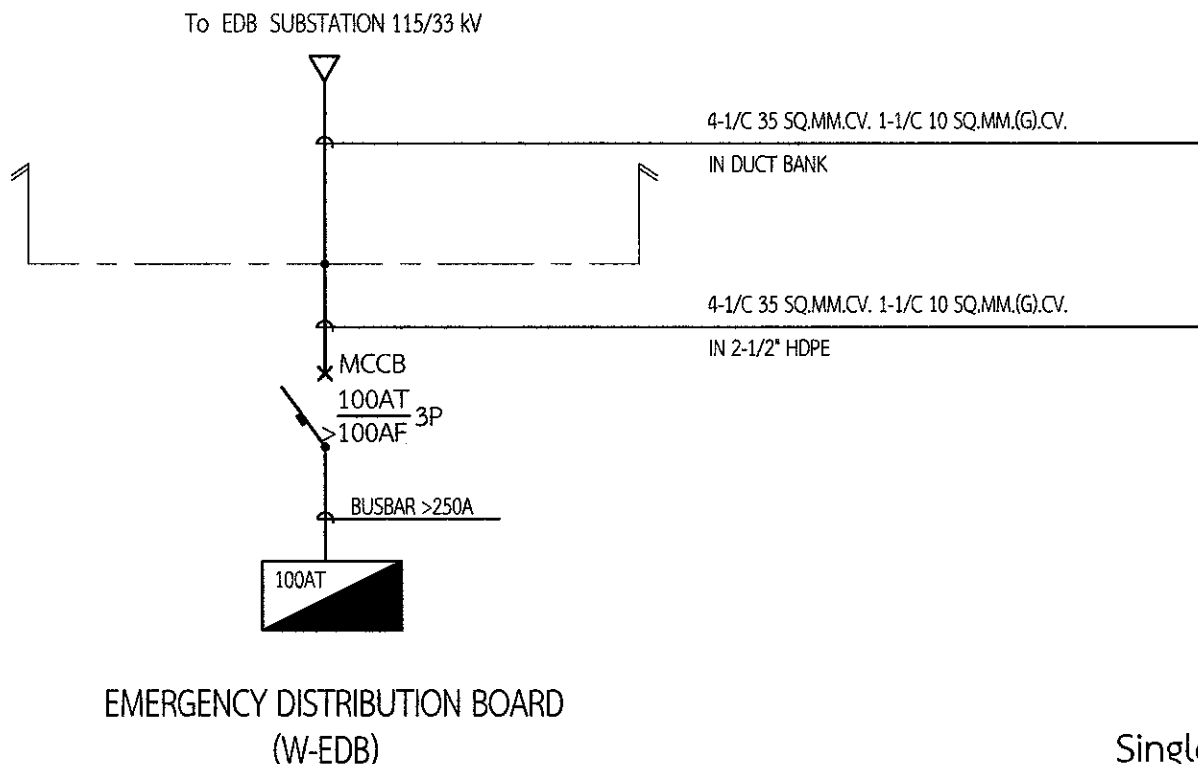 To EDB SUBSTATION 115/33 kV
4-1/C 35 SQ.MM.CV. 1-1/C 10 SQ.MM.(G).CV.
IN DUCT BANK
4-1/C 35 SQ.MM.CV. 1-1/C 10 SQ.MM.(G).CV.
IN 2-1/2" HDPE
MCCB
100AT
3P
>100AF
BUSBAR >250A
100AT
EMERGENCY DISTRIBUTION BOARD
(W-EDB)
Single